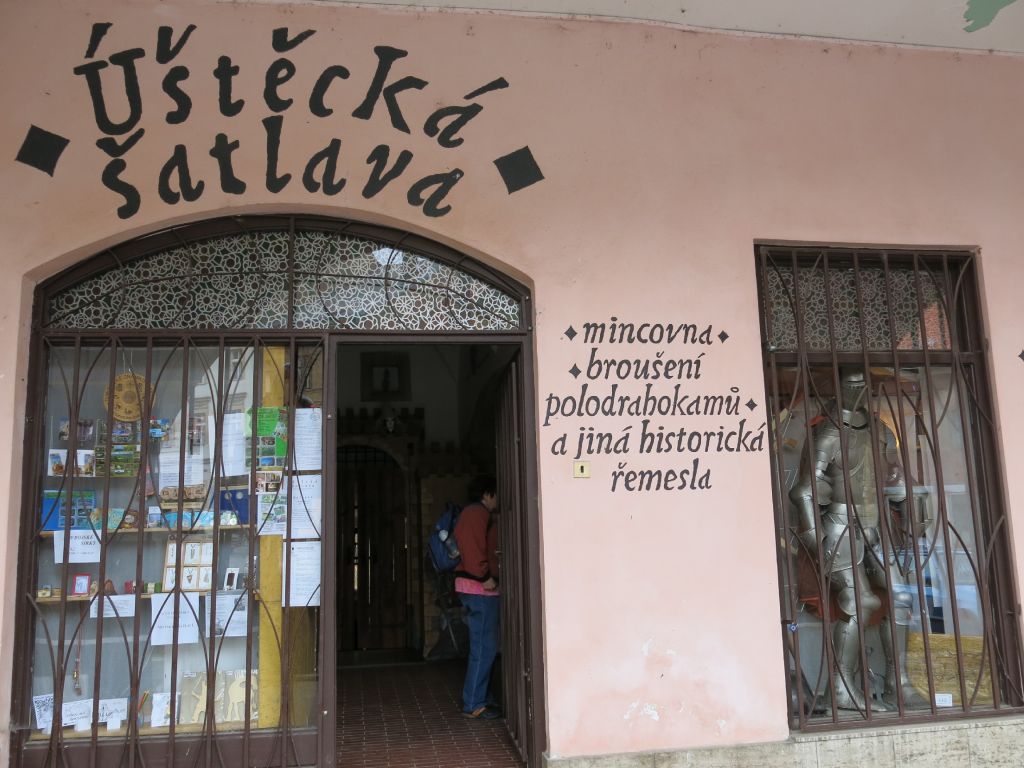 Úštěcká
šatlava
mincovna
broušení
polodrahokamů
a jiná historická
řemesla